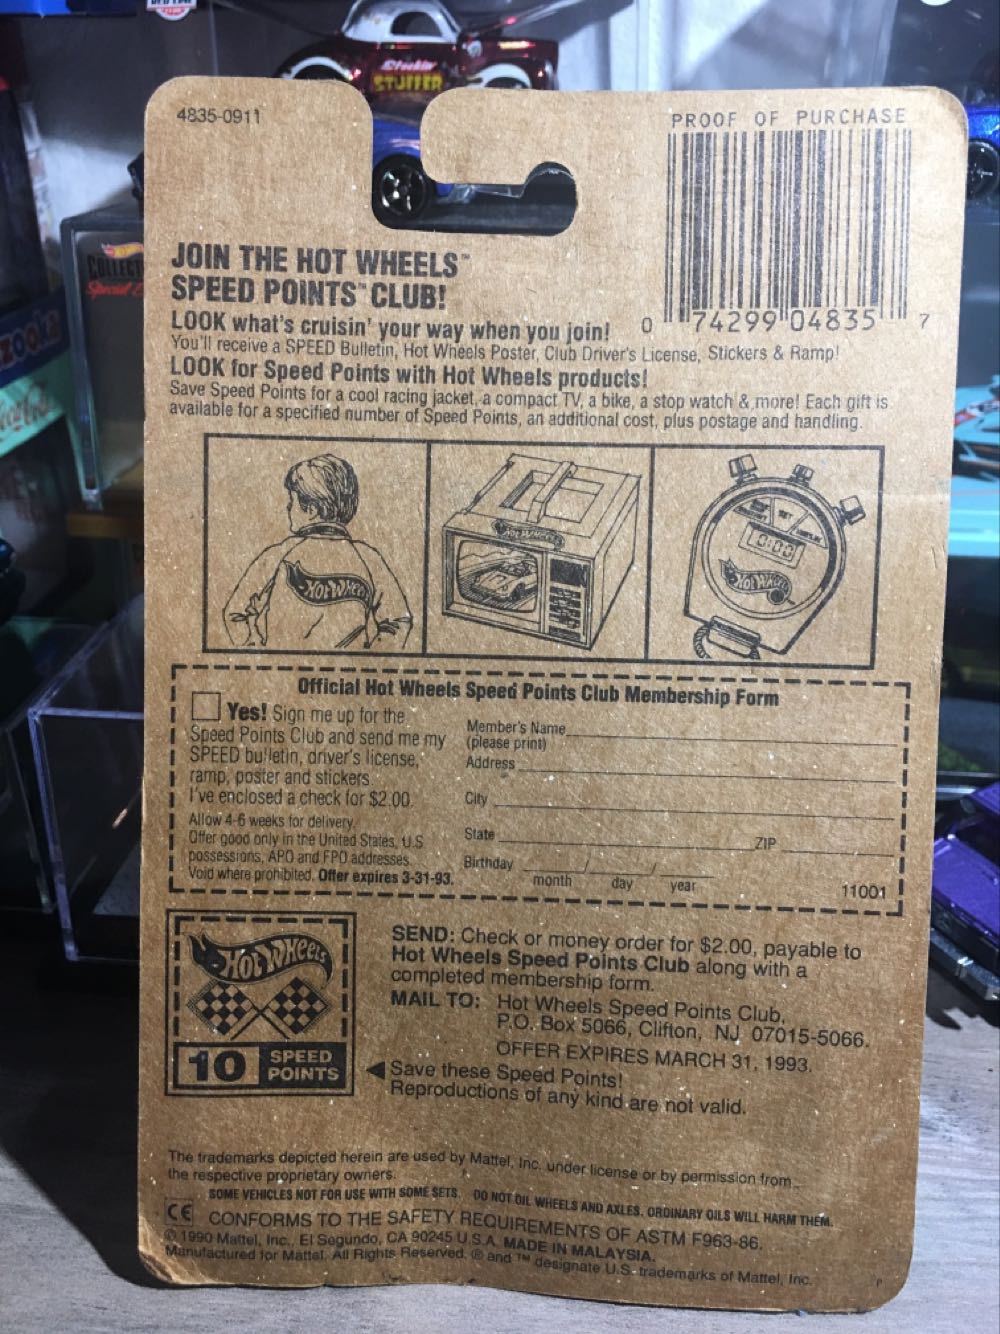 Stockin'
STUFFER
4835-0911
PROOF OF PURCHASE
JOIN THE HOT WHEELS™
SPEED POINTS™ CLUB!
0 74299 04835 7
LOOK what's cruisin' your way when you join!
You'll receive a SPEED Bulletin, Hot Wheels Poster, Club Driver's License, Stickers & Ramp!
LOOK for Speed Points with Hot Wheels products!
Save Speed Points for a cool racing jacket, a compact TV, a bike, a stop watch & more! Each gift is
available for a specified number of Speed Points, an additional cost, plus postage and handling.
HOT WHEELS
HOT WHEELS
0:00
HOT WHEELS
Official Hot Wheels Speed Points Club Membership Form
Yes! Sign me up for the
Speed Points Club and send me my
SPEED bulletin, driver's license,
ramp, poster and stickers.
I've enclosed a check for $2.00.
Allow 4-6 weeks for delivery.
Offer good only in the United States, U.S.
possessions, APO and FPO addresses.
Void where prohibited. Offer expires 3-31-93.
Member's Name
(please print)
Address
City
State ZIP
Birthday / /
month day year
11001
HOT WHEELS
10 SPEED
POINTS
SEND: Check or money order for $2.00, payable to
Hot Wheels Speed Points Club along with a
completed membership form.
MAIL TO: Hot Wheels Speed Points Club,
P.O. Box 5066, Clifton, NJ 07015-5066.
OFFER EXPIRES MARCH 31, 1993.
Save these Speed Points!
Reproductions of any kind are not valid.
The trademarks depicted herein are used by Mattel, Inc. under license or by permission from
the respective proprietary owners.
SOME VEHICLES NOT FOR USE WITH SOME SETS. DO NOT OIL WHEELS AND AXLES. ORDINARY OILS WILL HARM THEM.
CE CONFORMS TO THE SAFETY REQUIREMENTS OF ASTM F963-86.
© 1990 Mattel, Inc., El Segundo, CA 90245 U.S.A. MADE IN MALAYSIA.
Manufactured for Mattel. All Rights Reserved. ® and ™ designate U.S. trademarks of Mattel, Inc.
P